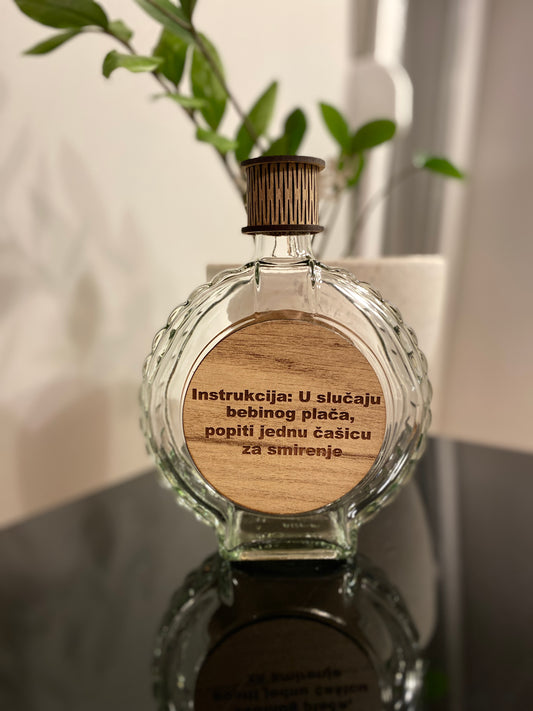 Instrukcija: U slučaju
bebinog plača,
popiti jednu čašicu
za smirenje